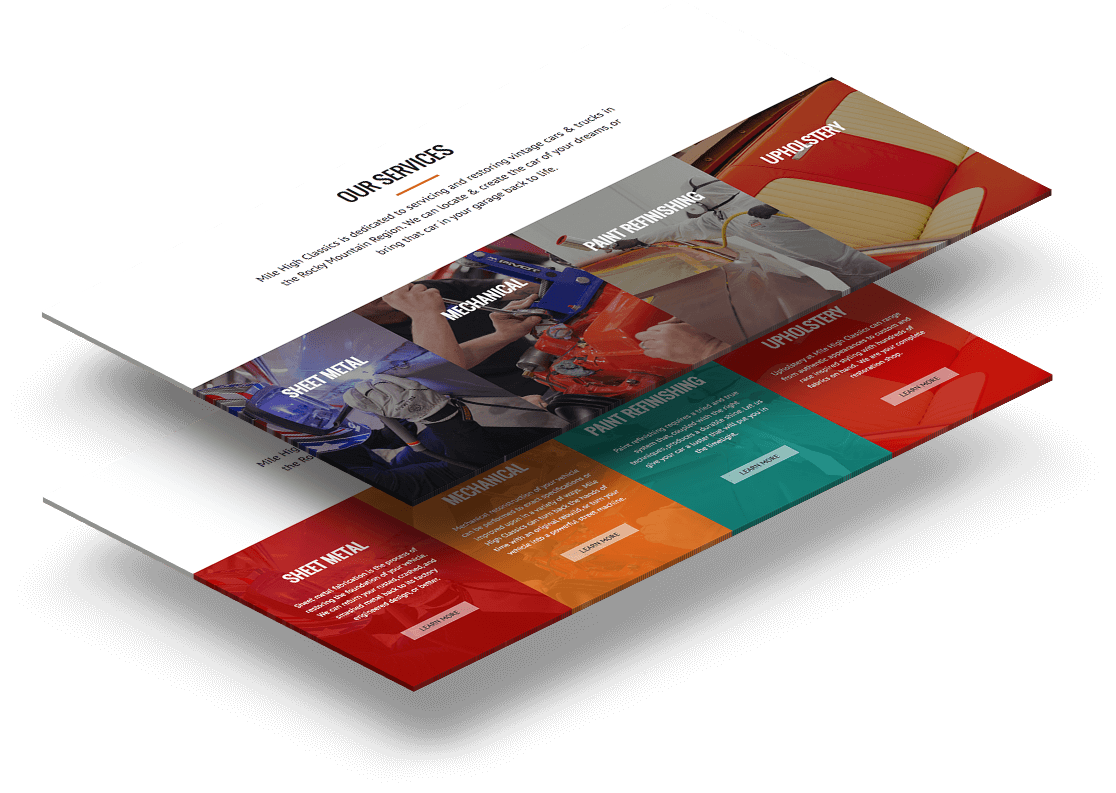 OUR SERVICES
Mile High Classics is dedicated to servicing and restoring vintage cars & trucks in
the Rocky Mountain Region. We can locate & create the car of your dreams, or
bring that car in your garage back to life.
SHEET METAL
MECHANICAL
PIVOT
PAINT REFINISHING
UPHOLSTERY
Mile High
the Rocky
SHEET METAL
Sheet metal fabrication is the process of
restoring the foundation of your vehicle.
We can return your rusted, crashed, and
smashed metal back to its factory
engineered design, or better.
LEARN MORE
MECHANICAL
Mechanical reconstruction of your vehicle
can be performed to exact specifications or
improved upon in a variety of ways. Mile
High Classics can turn back the hands of
time with an original rebuild, or turn your
vehicle into a powerful street machine.
LEARN MORE
PAINT REFINISHING
Paint refinishing requires a tried and true
system that, coupled with the right
techniques, produces a durable shine. Let us
give your car a luster that will put you in
the limelight.
LEARN MORE
UPHOLSTERY
Upholstery at Mile High Classics can range
from authentic appearances to custom and
race inspired styling with hundreds of
fabrics on hand. We are your complete
restoration shop.
LEARN MORE